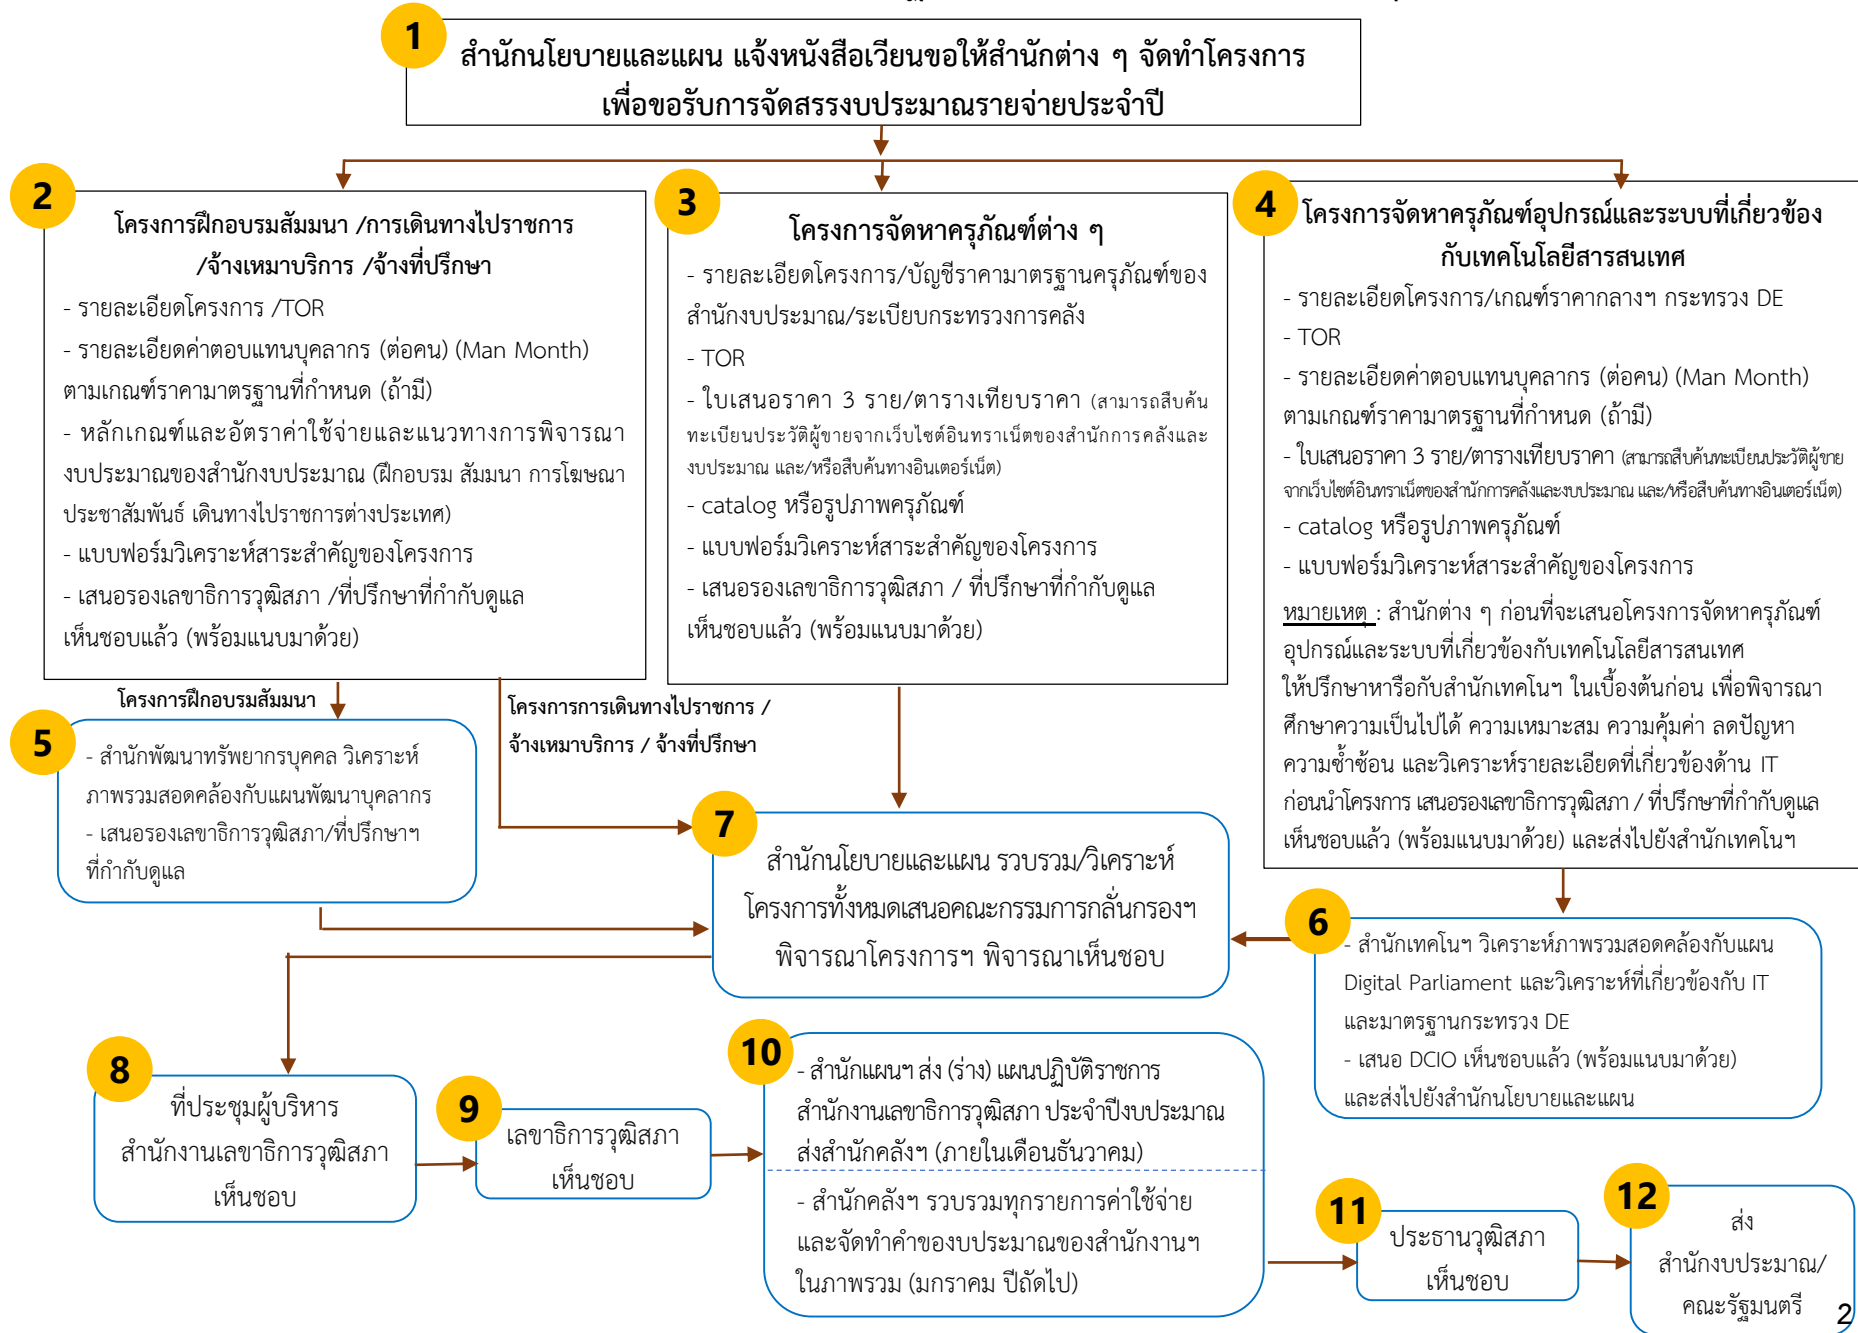 1
สำนักนโยบายและแผน แจ้งหนังสือเวียนขอให้สำนักต่าง ๆ จัดทำโครงการ
เพื่อขอรับการจัดสรรงบประมาณรายจ่ายประจำปี
2
โครงการฝึกอบรมสัมมนา /การเดินทางไปราชการ
/จ้างเหมาบริการ /จ้างที่ปรึกษา
- รายละเอียดโครงการ /TOR
- รายละเอียดค่าตอบแทนบุคลากร (ต่อคน) (Man Month)
ตามเกณฑ์ราคามาตรฐานที่กำหนด (ถ้ามี)
- หลักเกณฑ์และอัตราค่าใช้จ่ายและแนวทางการพิจารณา
งบประมาณของสำนักงบประมาณ (ฝึกอบรม สัมมนา การโฆษณา
ประชาสัมพันธ์ เดินทางไปราชการต่างประเทศ)
- แบบฟอร์มวิเคราะห์สาระสำคัญของโครงการ
- เสนอรองเลขาธิการวุฒิสภา /ที่ปรึกษาที่กำกับดูแล
เห็นชอบแล้ว (พร้อมแนบมาด้วย)
3
โครงการจัดหาครุภัณฑ์ต่าง ๆ
- รายละเอียดโครงการ/บัญชีราคามาตรฐานครุภัณฑ์ของ
สำนักงบประมาณ/ระเบียบกระทรวงการคลัง
- TOR
- ใบเสนอราคา 3 ราย/ตารางเทียบราคา (สามารถสืบค้น
ทะเบียนประวัติผู้ขายจากเว็บไซต์อินทราเน็ตของสำนักการคลังและ
งบประมาณ และ/หรือสืบค้นทางอินเตอร์เน็ต)
- catalog หรือรูปภาพครุภัณฑ์
- แบบฟอร์มวิเคราะห์สาระสำคัญของโครงการ
- เสนอรองเลขาธิการวุฒิสภา / ที่ปรึกษาที่กำกับดูแล
เห็นชอบแล้ว (พร้อมแนบมาด้วย)
4
โครงการจัดหาครุภัณฑ์อุปกรณ์และระบบที่เกี่ยวข้อง
กับเทคโนโลยีสารสนเทศ
- รายละเอียดโครงการ/เกณฑ์ราคากลางฯ กระทรวง DE
- TOR
- รายละเอียดค่าตอบแทนบุคลากร (ต่อคน) (Man Month)
ตามเกณฑ์ราคามาตรฐานที่กำหนด (ถ้ามี)
- ใบเสนอราคา 3 ราย/ตารางเทียบราคา (สามารถสืบค้นทะเบียนประวัติผู้ขาย
จากเว็บไซต์อินทราเน็ตของสำนักการคลังและงบประมาณ และ/หรือสืบค้นทางอินเตอร์เน็ต)
- catalog หรือรูปภาพครุภัณฑ์
- แบบฟอร์มวิเคราะห์สาระสำคัญของโครงการ
หมายเหตุ : สำนักต่าง ๆ ก่อนที่จะเสนอโครงการจัดหาครุภัณฑ์
อุปกรณ์และระบบที่เกี่ยวข้องกับเทคโนโลยีสารสนเทศ
ให้ปรึกษาหารือกับสำนักเทคโนฯ ในเบื้องต้นก่อน เพื่อพิจารณา
ศึกษาความเป็นไปได้ ความเหมาะสม ความคุ้มค่า ลดปัญหา
ความซ้ำซ้อน และวิเคราะห์รายละเอียดที่เกี่ยวข้องด้าน IT
ก่อนนำโครงการ เสนอรองเลขาธิการวุฒิสภา / ที่ปรึกษาที่กำกับดูแล
เห็นชอบแล้ว (พร้อมแนบมาด้วย) และส่งไปยังสำนักเทคโนฯ
โครงการฝึกอบรมสัมมนา
โครงการการเดินทางไปราชการ /
จ้างเหมาบริการ / จ้างที่ปรึกษา
5
- สำนักพัฒนาทรัพยากรบุคคล วิเคราะห์
ภาพรวมสอดคล้องกับแผนพัฒนาบุคลากร
- เสนอรองเลขาธิการวุฒิสภา/ที่ปรึกษาฯ
ที่กำกับดูแล
7
สำนักนโยบายและแผน รวบรวม/วิเคราะห์
โครงการทั้งหมดเสนอคณะกรรมการกลั่นกรองฯ
พิจารณาโครงการฯ พิจารณาเห็นชอบ
6
- สำนักเทคโนฯ วิเคราะห์ภาพรวมสอดคล้องกับแผน
Digital Parliament และวิเคราะห์ที่เกี่ยวข้องกับ IT
และมาตรฐานกระทรวง DE
- เสนอ DCIO เห็นชอบแล้ว (พร้อมแนบมาด้วย)
และส่งไปยังสำนักนโยบายและแผน
8
ที่ประชุมผู้บริหาร
สำนักงานเลขาธิการวุฒิสภา
เห็นชอบ
9
เลขาธิการวุฒิสภา
เห็นชอบ
10
- สำนักแผนฯ ส่ง (ร่าง) แผนปฏิบัติราชการ
สำนักงานเลขาธิการวุฒิสภา ประจำปีงบประมาณ
ส่งสำนักคลังฯ (ภายในเดือนธันวาคม)
- สำนักคลังฯ รวบรวมทุกรายการค่าใช้จ่าย
และจัดทำคำของบประมาณของสำนักงานฯ
ในภาพรวม (มกราคม ปีถัดไป)
11
ประธานวุฒิสภา
เห็นชอบ
12
ส่ง
สำนักงบประมาณ/
คณะรัฐมนตรี
2